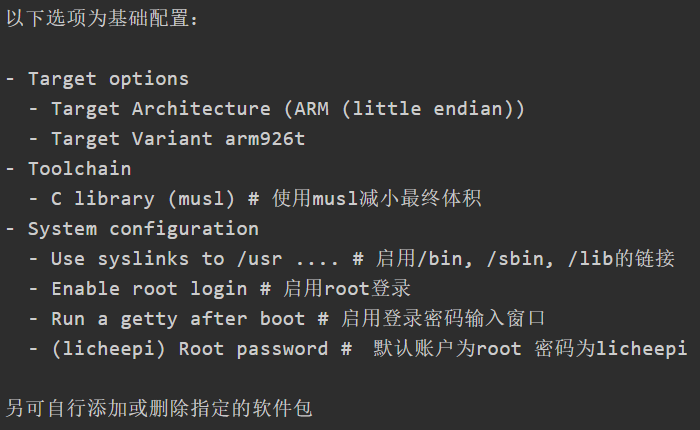 以下选项为基础配置：
- Target options
- Target Architecture (ARM (little endian))
- Target Variant arm926t
- Toolchain
- C library (musl) # 使用musl减小最终体积
- System configuration
- Use syslinks to /usr .... # 启用/bin, /sbin, /lib的链接
- Enable root login # 启用root登录
- Run a getty after boot # 启用登录密码输入窗口
- (licheepi) Root password #  默认账户为root 密码为licheepi
另可自行添加或删除指定的软件包